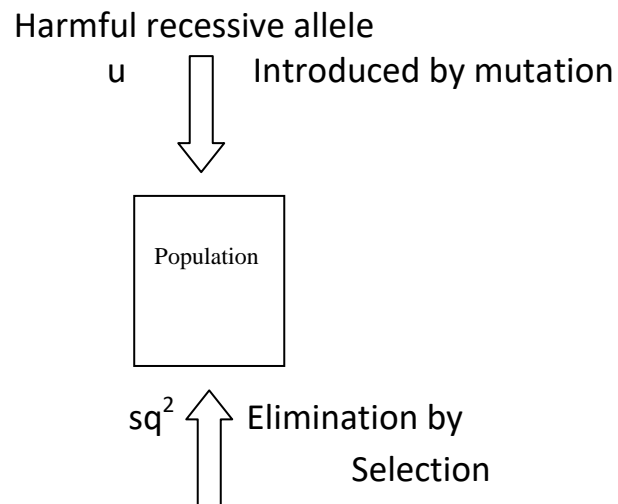 Harmful recessive allele
u Introduced by mutation
Population
sq² Elimination by
Selection